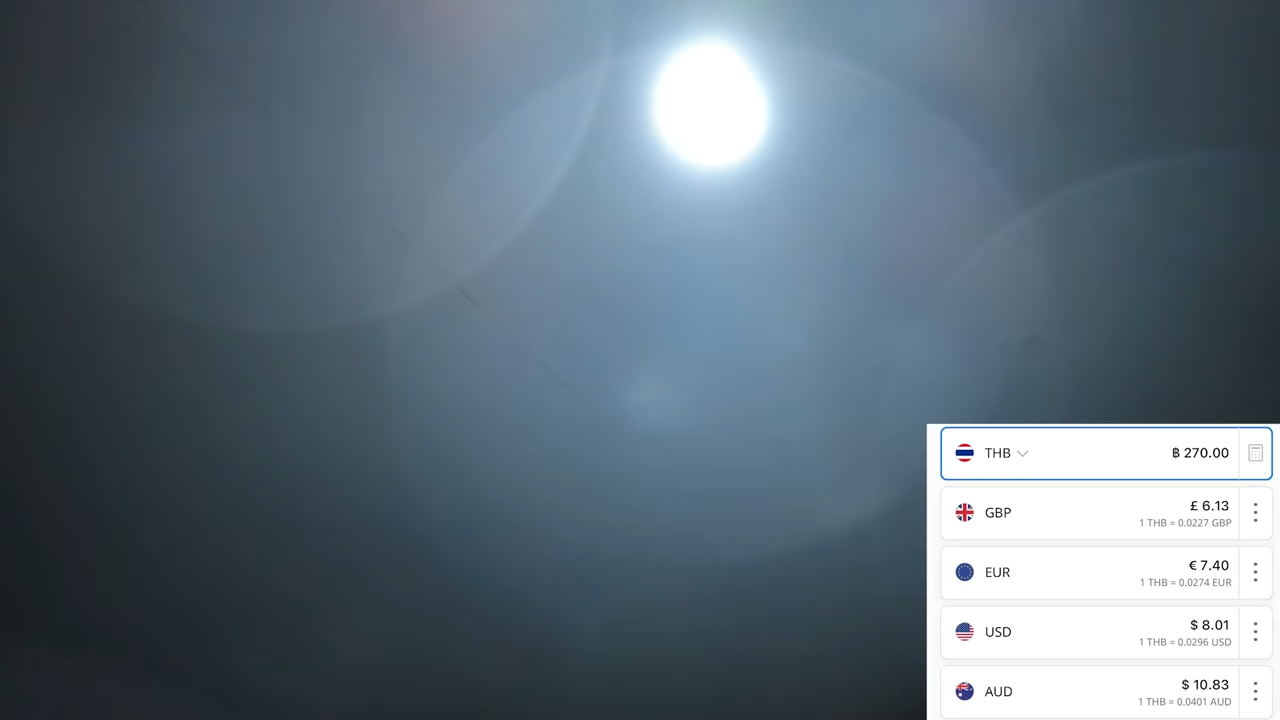 THB
฿ 270.00
GBP
£ 6.13
1 THB = 0.0227 GBP
EUR
€ 7.40
1 THB = 0.0274 EUR
USD
$ 8.01
1 THB = 0.0296 USD
AUD
$ 10.83
1 THB = 0.0401 AUD